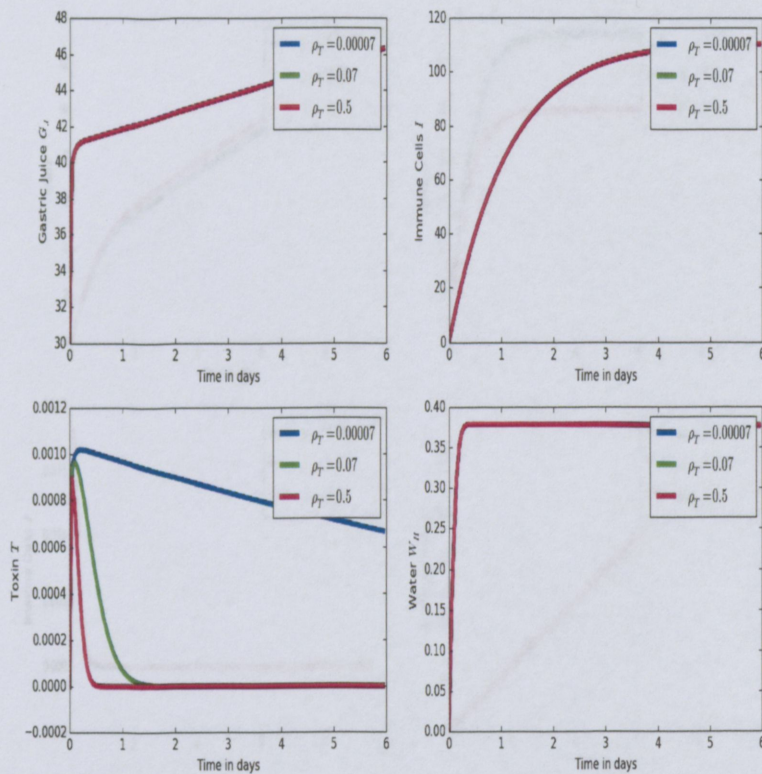 48
46
44
42
40
38
36
34
32
30
0 1 2 3 4 5 6
Gastric Juice G_J
Time in days
ρ_T = 0.00007
ρ_T = 0.07
ρ_T = 0.5
120
100
80
60
40
20
0
0 1 2 3 4 5 6
Immune Cells I
Time in days
ρ_T = 0.00007
ρ_T = 0.07
ρ_T = 0.5
0.0012
0.0010
0.0008
0.0006
0.0004
0.0002
0.0000
−0.0002
0 1 2 3 4 5 6
Toxin T
Time in days
ρ_T = 0.00007
ρ_T = 0.07
ρ_T = 0.5
0.40
0.35
0.30
0.25
0.20
0.15
0.10
0.05
0.00
0 1 2 3 4 5 6
Water W_H
Time in days
ρ_T = 0.00007
ρ_T = 0.07
ρ_T = 0.5